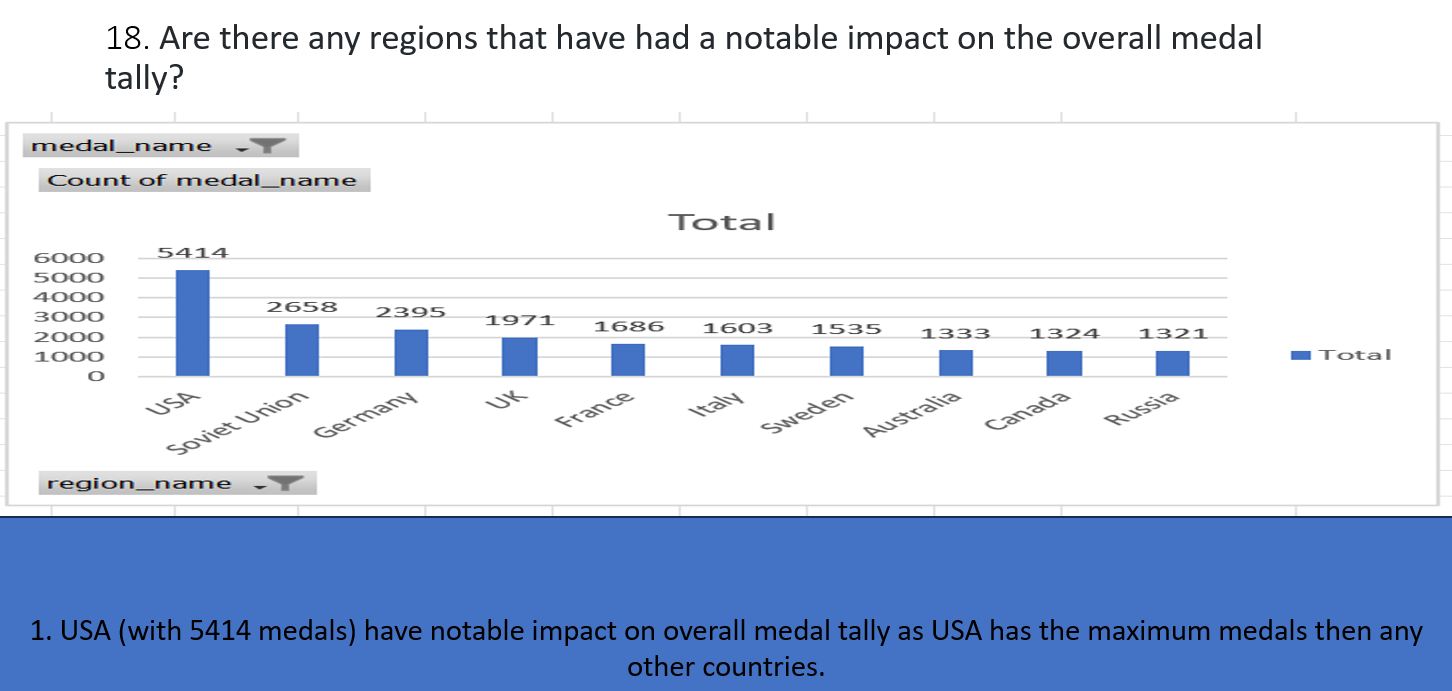 18. Are there any regions that have had a notable impact on the overall medal
tally?
medal_name
Count of medal_name
Total
6000
5000
4000
3000
2000
1000
0
5414
2658
2395
1971
1686
1603
1535
1333
1324
1321
USA
Soviet Union
Germany
UK
France
Italy
Sweden
Australia
Canada
Russia
Total
region_name
1. USA (with 5414 medals) have notable impact on overall medal tally as USA has the maximum medals then any
other countries.